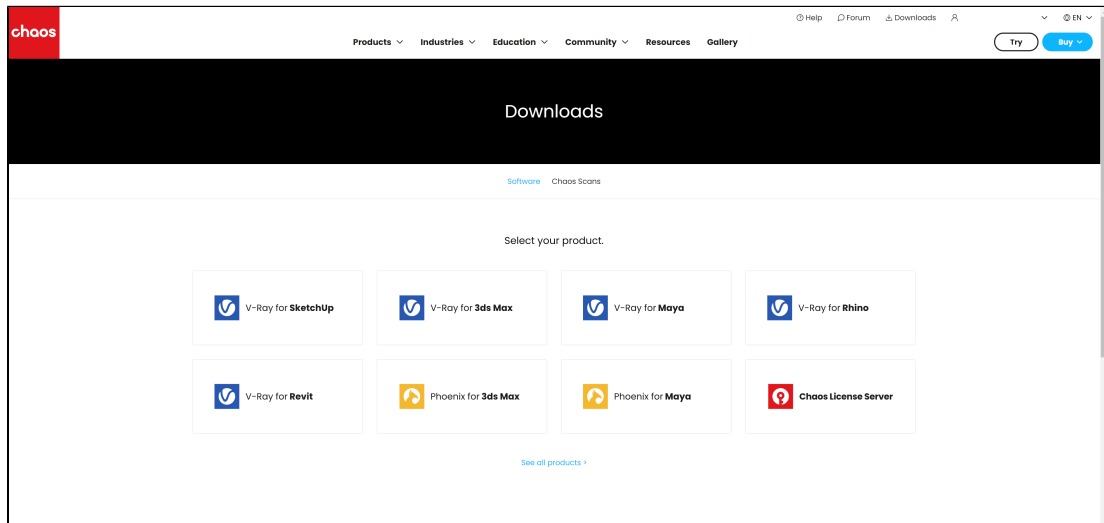 chaos
Help Forum Downloads EN
Products Industries Education Community Resources Gallery
Try Buy
Downloads
Software Chaos Scans
Select your product.
V-Ray for SketchUp
V-Ray for 3ds Max
V-Ray for Maya
V-Ray for Rhino
V-Ray for Revit
Phoenix for 3ds Max
Phoenix for Maya
Chaos License Server
See all products >